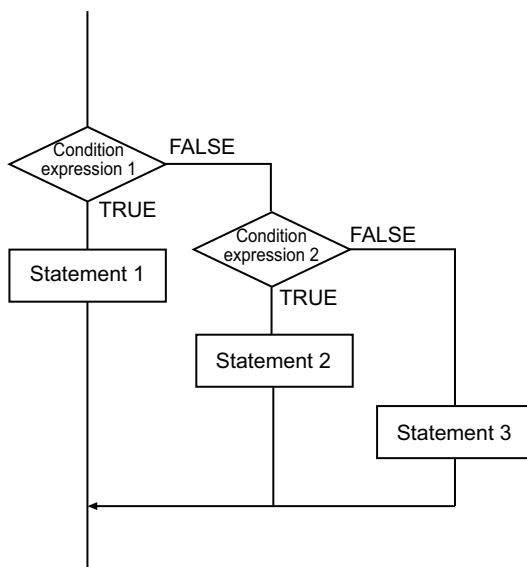 Condition
expression 1
FALSE
TRUE
Statement 1
Condition
expression 2
FALSE
TRUE
Statement 2
Statement 3